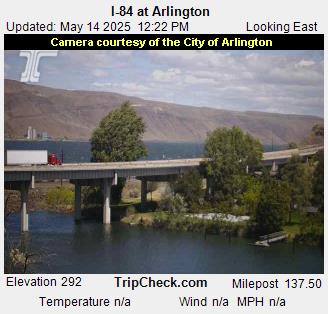 I-84 at Arlington
Updated: May 14 2025 12:22 PM Looking East
Camera courtesy of the City of Arlington
Elevation 292 TripCheck.com Milepost 137.50
Temperature n/a Wind n/a MPH n/a